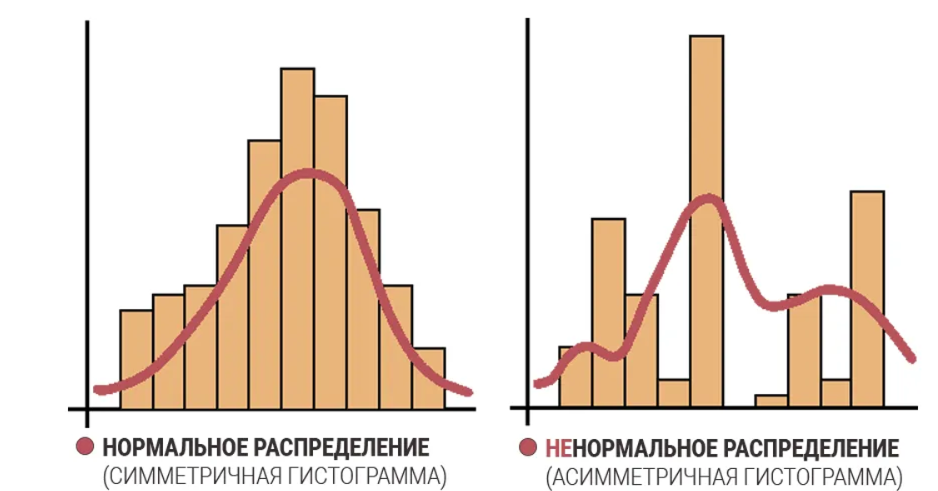 НОРМАЛЬНОЕ РАСПРЕДЕЛЕНИЕ
(СИММЕТРИЧНАЯ ГИСТОГРАММА)
НЕНОРМАЛЬНОЕ РАСПРЕДЕЛЕНИЕ
(АСИММЕТРИЧНАЯ ГИСТОГРАММА)